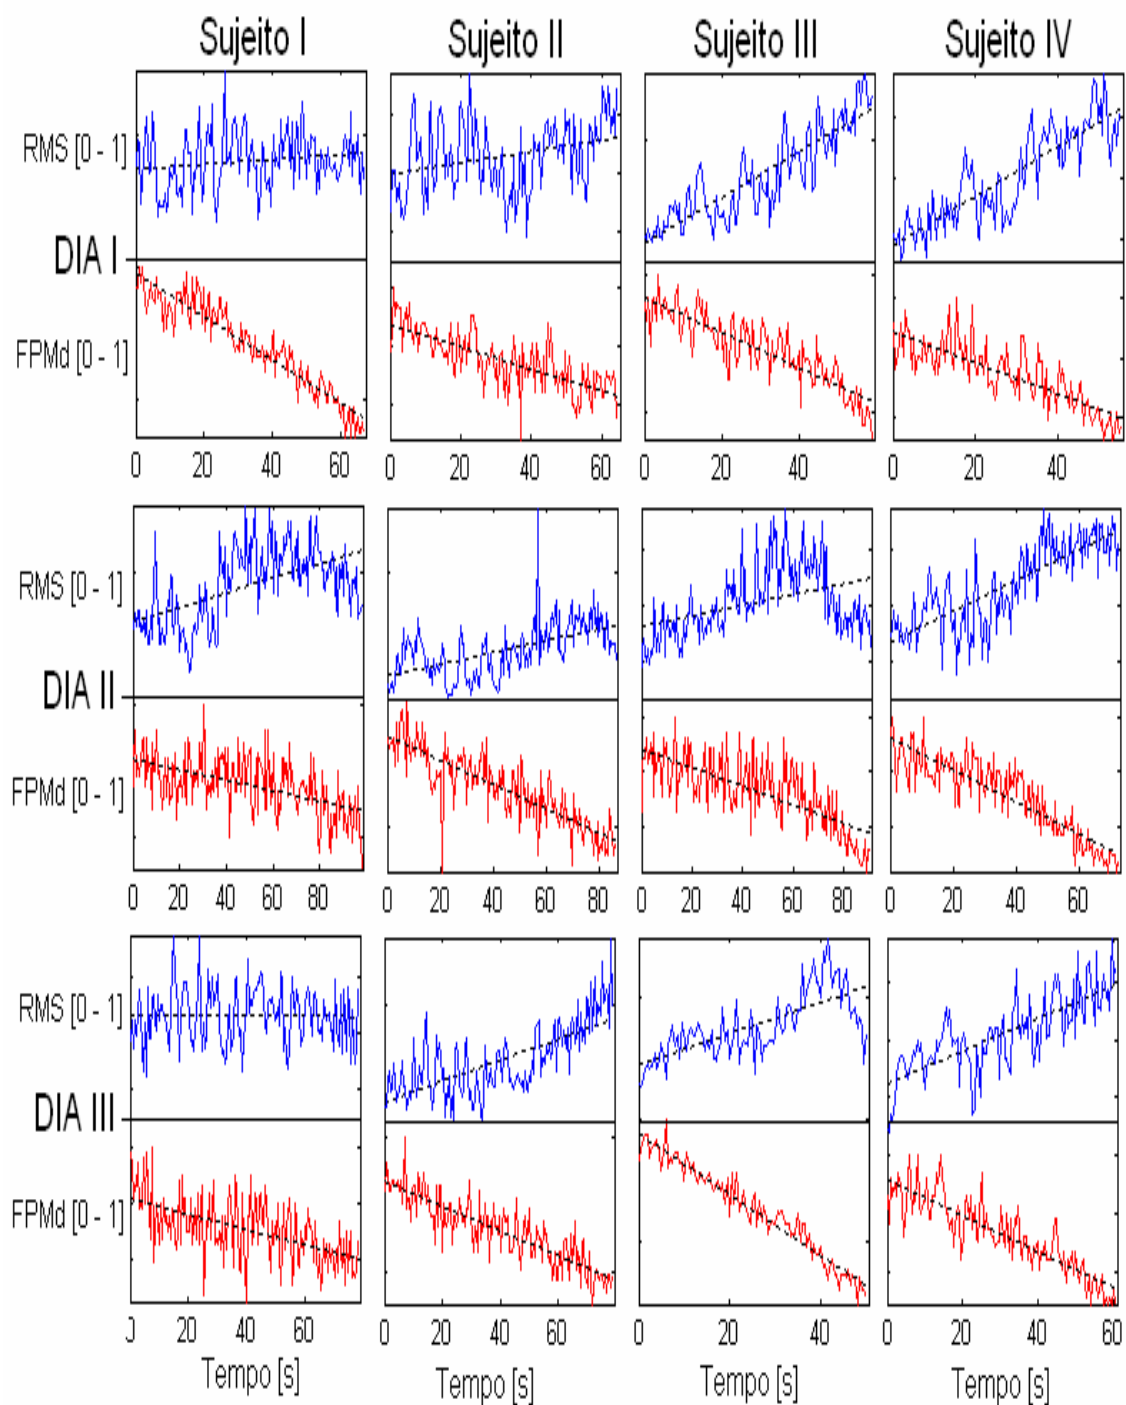 Sujeito I Sujeito II Sujeito III Sujeito IV
RMS [0 - 1]
DIA I
FPMd [0 - 1]
0 20 40 60 0 20 40 60 0 20 40 0 20 40
RMS [0 - 1]
DIA II
FPMd [0 - 1]
0 20 40 60 80 0 20 40 60 80 0 20 40 60 80 0 20 40 60
RMS [0 - 1]
DIA III
FPMd [0 - 1]
0 20 40 60 0 20 40 60 0 20 40 0 20 40 60
Tempo [s] Tempo [s] Tempo [s] Tempo [s]